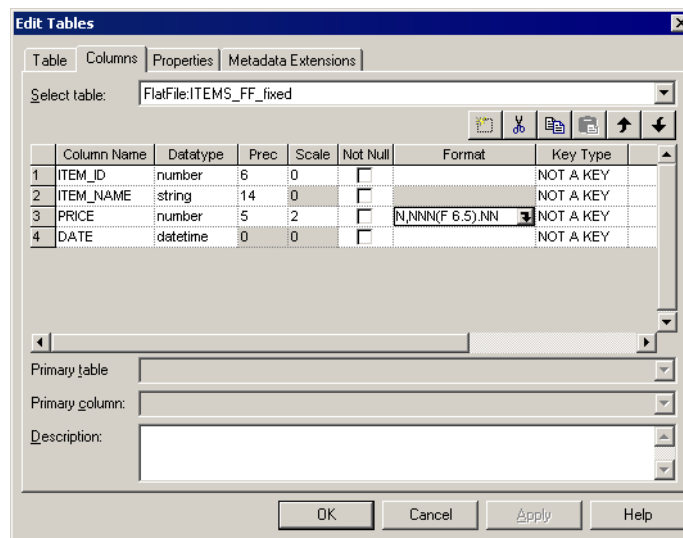 Edit Tables
Table Columns Properties Metadata Extensions
Select table: FlatFile:ITEMS_FF_fixed
Column Name Datatype Prec Scale Not Null Format Key Type
1 ITEM_ID number 6 0 NOT A KEY
2 ITEM_NAME string 14 0 NOT A KEY
3 PRICE number 5 2 N,NNN(F 6.5).NN NOT A KEY
4 DATE datetime 0 0 NOT A KEY
Primary table
Primary column:
Description:
OK Cancel Apply Help